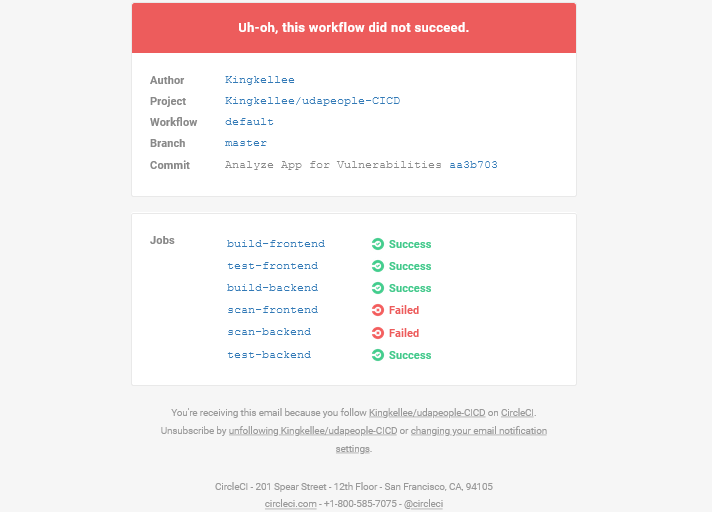 Uh-oh, this workflow did not succeed.
Author Kingkellee
Project Kingkellee/udapeople-CICD
Workflow default
Branch master
Commit Analyze App for Vulnerabilities aa3b703
Jobs build-frontend Success
test-frontend Success
build-backend Success
scan-frontend Failed
scan-backend Failed
test-backend Success
You're receiving this email because you follow Kingkellee/udapeople-CICD on CircleCI.
Unsubscribe by unfollowing Kingkellee/udapeople-CICD or changing your email notification
settings.
CircleCI - 201 Spear Street - 12th Floor - San Francisco, CA, 94105
circleci.com - +1-800-585-7075 - @circleci